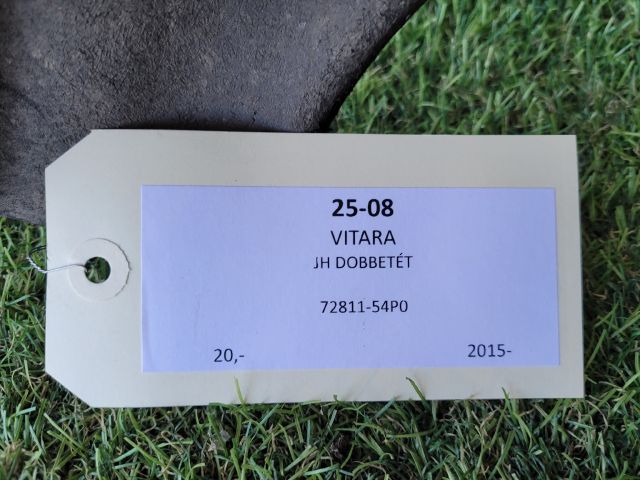 25-08
VITARA
JH DOBBETÉT
72811-54P0
20,- 2015-